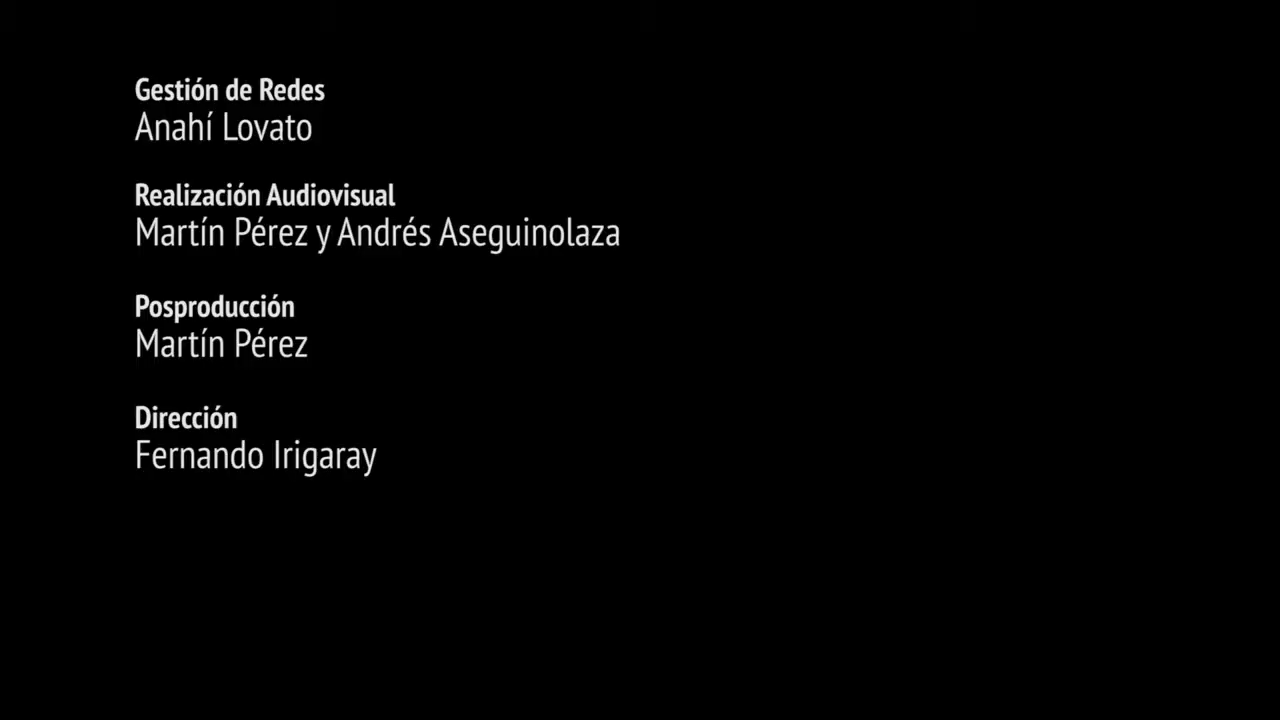 Gestión de Redes
Anahí Lovato
Realización Audiovisual
Martín Pérez y Andrés Aseguinolaza
Posproducción
Martín Pérez
Dirección
Fernando Irigaray